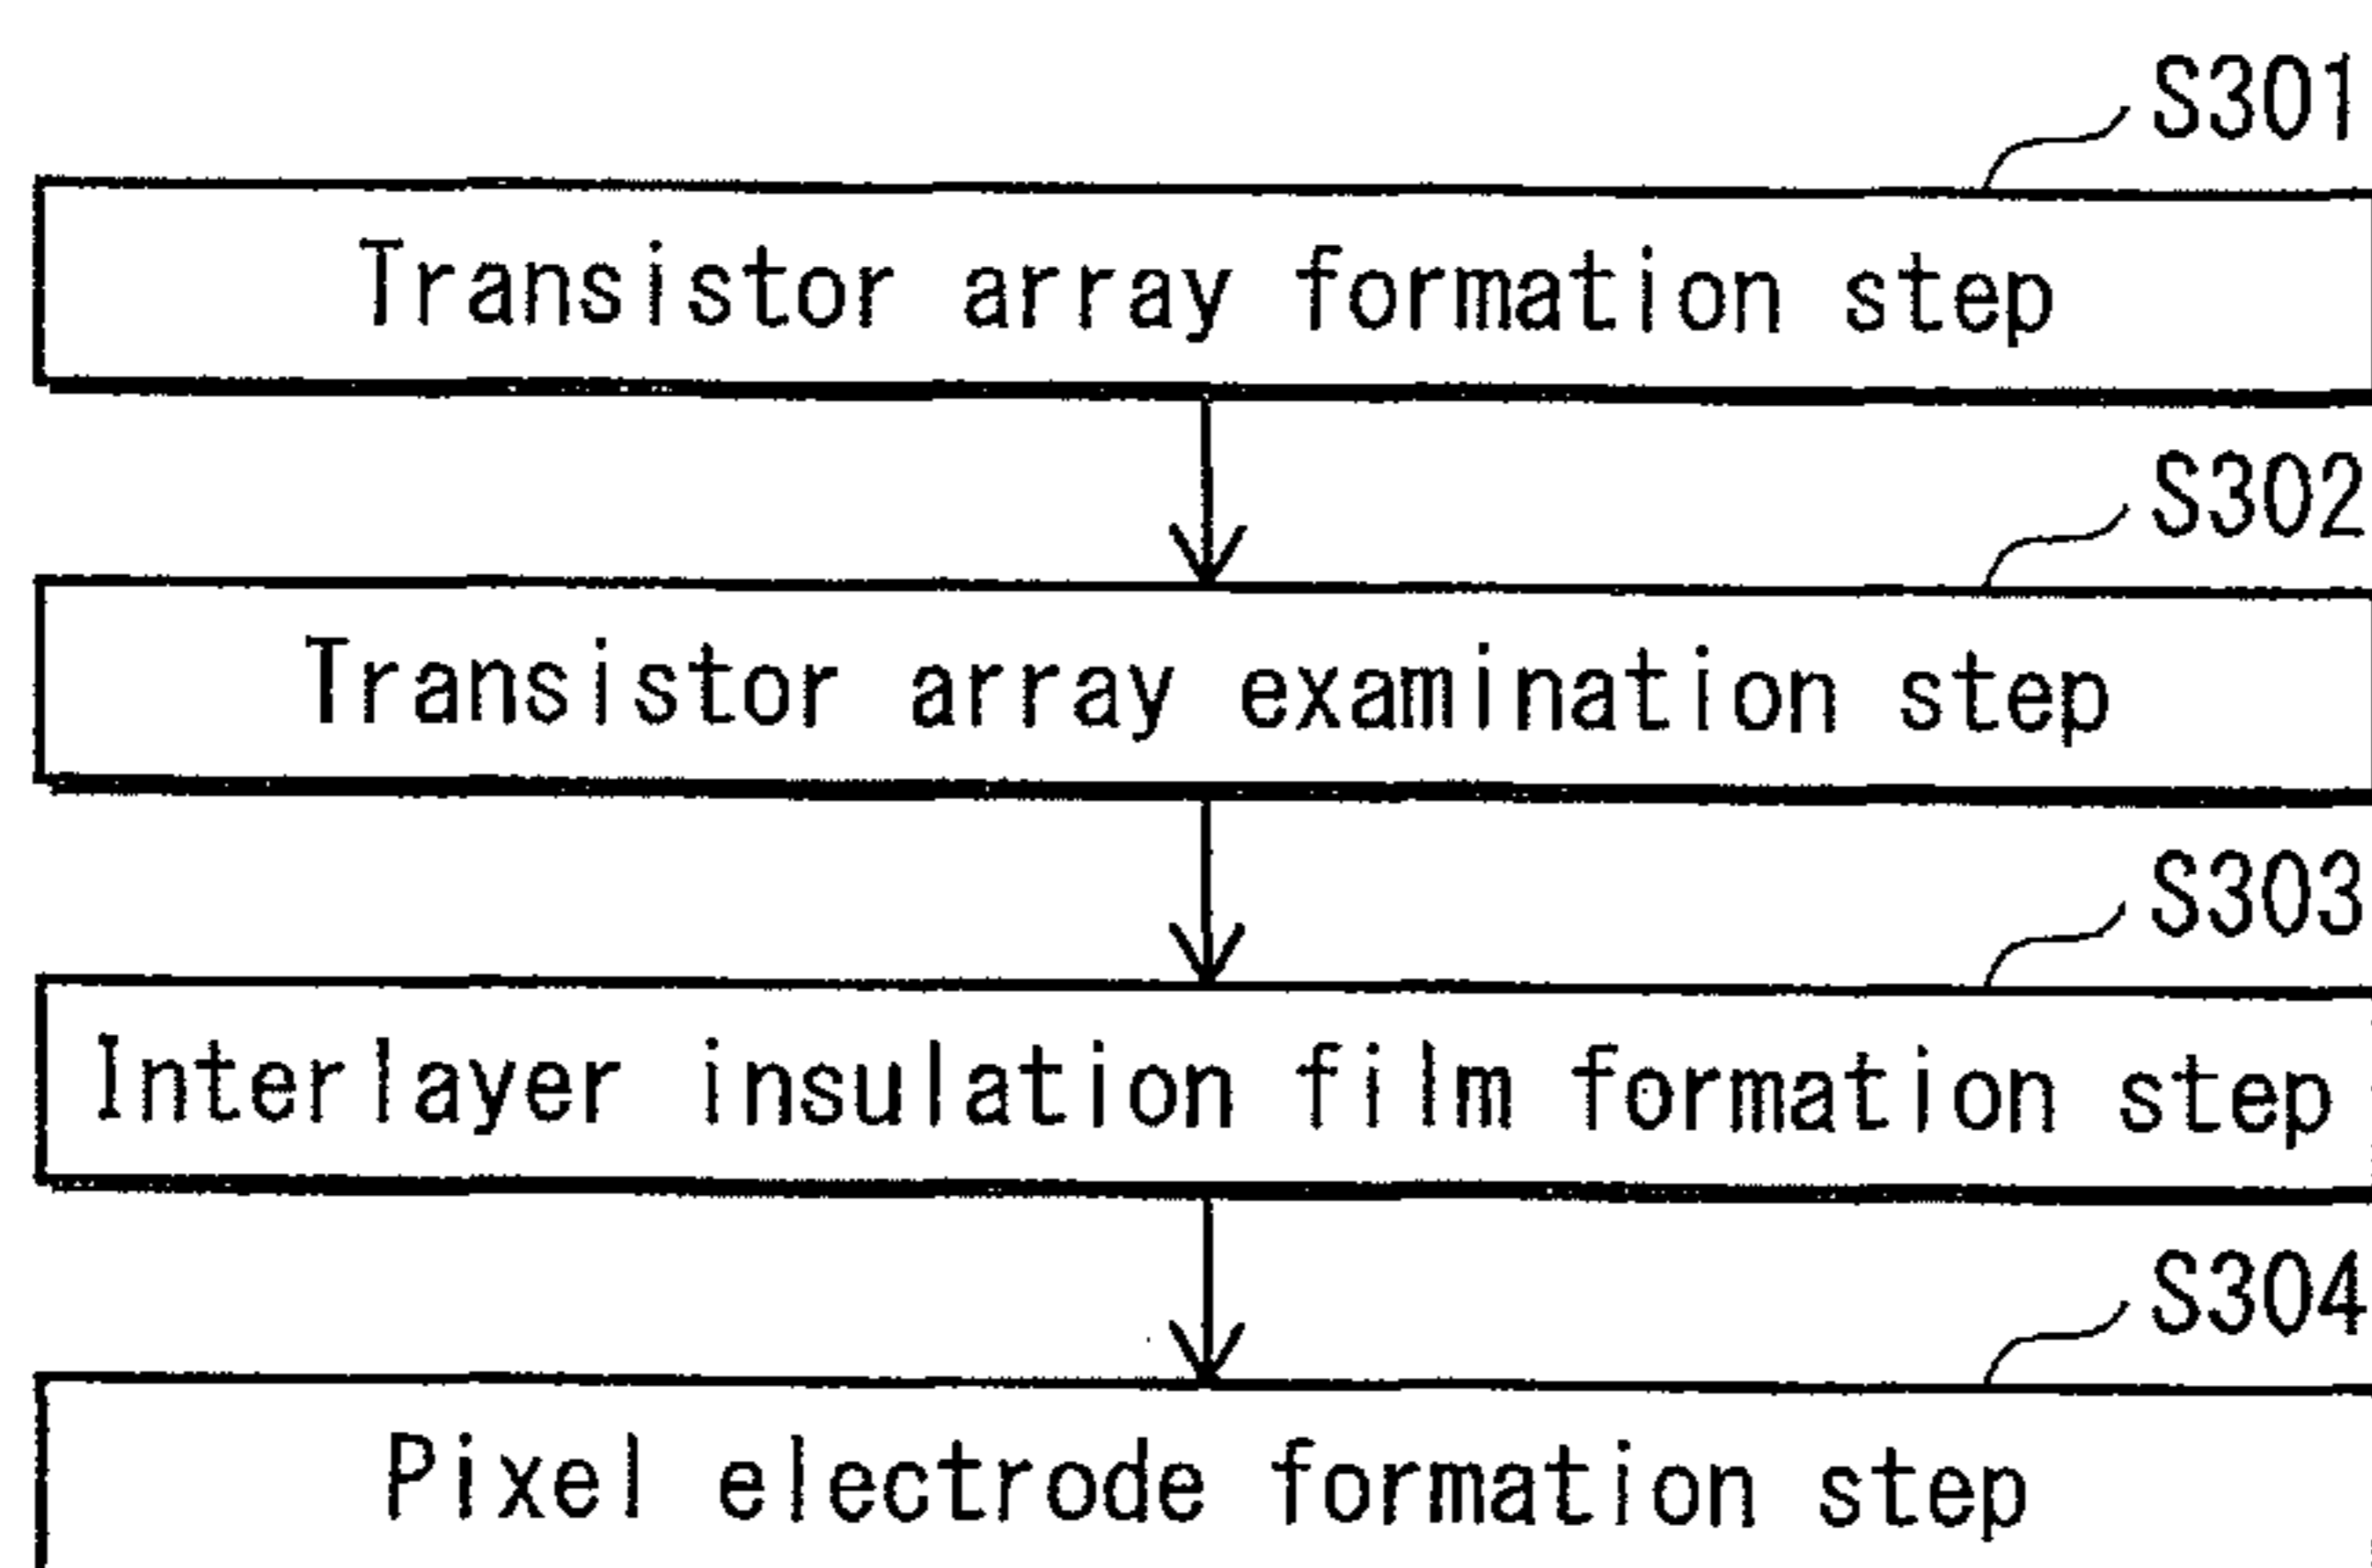 S301
Transistor array formation step
S302
Transistor array examination step
S303
Interlayer insulation film formation step
S304
Pixel electrode formation step